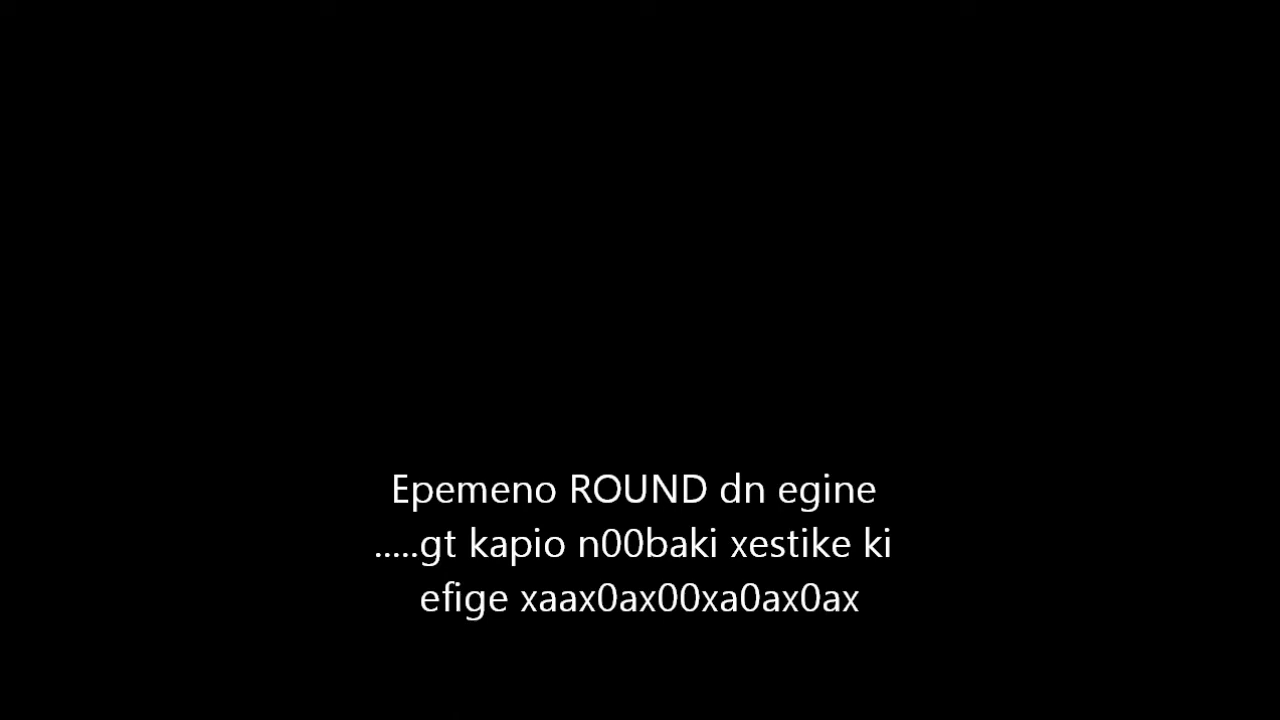 Epemeno ROUND dn egine
.....gt kapio n00baki xestike ki
efige xaax0ax00xa0ax0ax